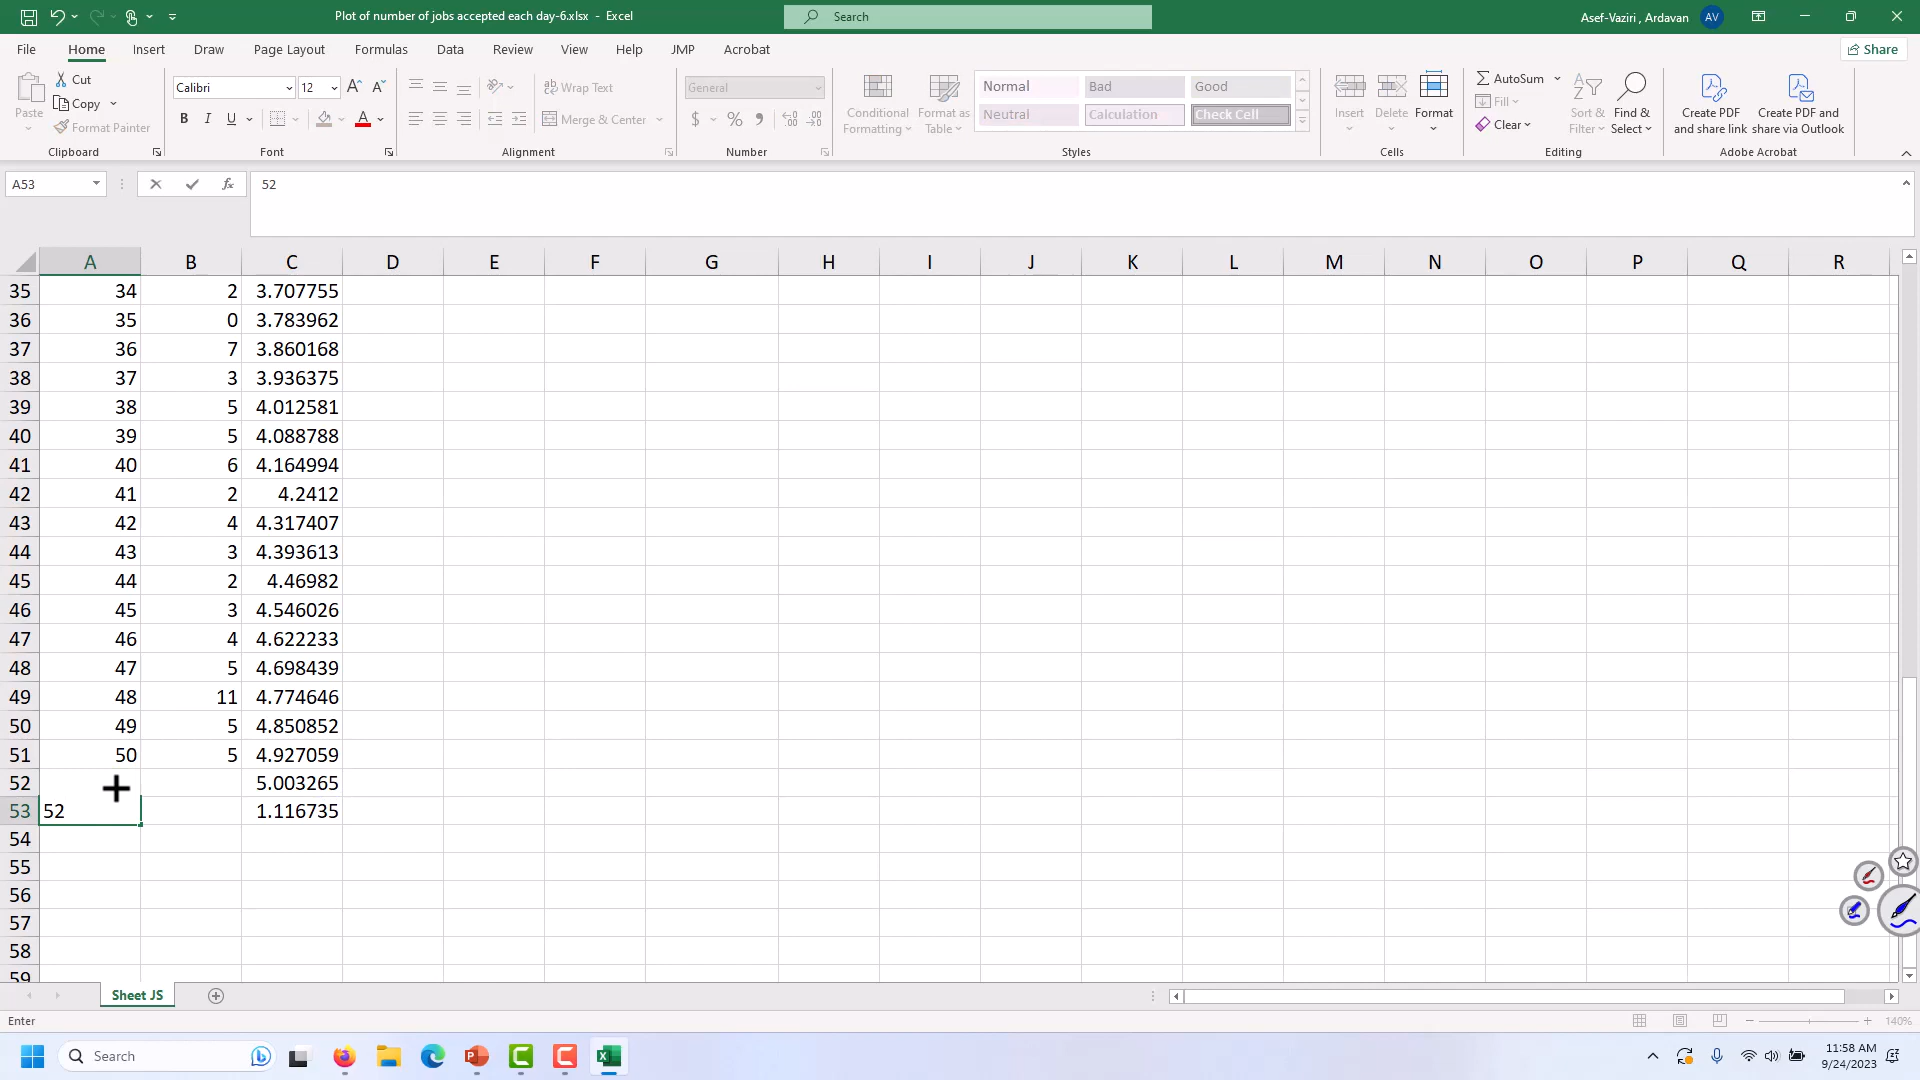 Plot of number of jobs accepted each day-6.xlsx - Excel
Search
Asef-Vaziri , Ardavan
AV
File Home Insert Draw Page Layout Formulas Data Review View Help JMP Acrobat
Share
Paste
Cut
Copy
Format Painter
Clipboard
Calibri 12 A A
B I U A
Font
Wrap Text
Merge & Center
Alignment
General
$ %
Number
Conditional Formatting
Format as Table
Normal Bad Good
Neutral Calculation Check Cell
Styles
Insert Delete Format
Cells
AutoSum
Fill
Clear
Sort & Filter
Find & Select
Editing
Create PDF and share link
Create PDF and share via Outlook
Adobe Acrobat
A53 fx 52
A B C D E F G H I J K L M N O P Q R
35 34 2 3.707755
36 35 0 3.783962
37 36 7 3.860168
38 37 3 3.936375
39 38 5 4.012581
40 39 5 4.088788
41 40 6 4.164994
42 41 2 4.2412
43 42 4 4.317407
44 43 3 4.393613
45 44 2 4.46982
46 45 3 4.546026
47 46 4 4.622233
48 47 5 4.698439
49 48 11 4.774646
50 49 5 4.850852
51 50 5 4.927059
52 5.003265
53 52 1.116735
54
55
56
57
58
59
Sheet JS
Enter
140%
Search
11:58 AM
9/24/2023